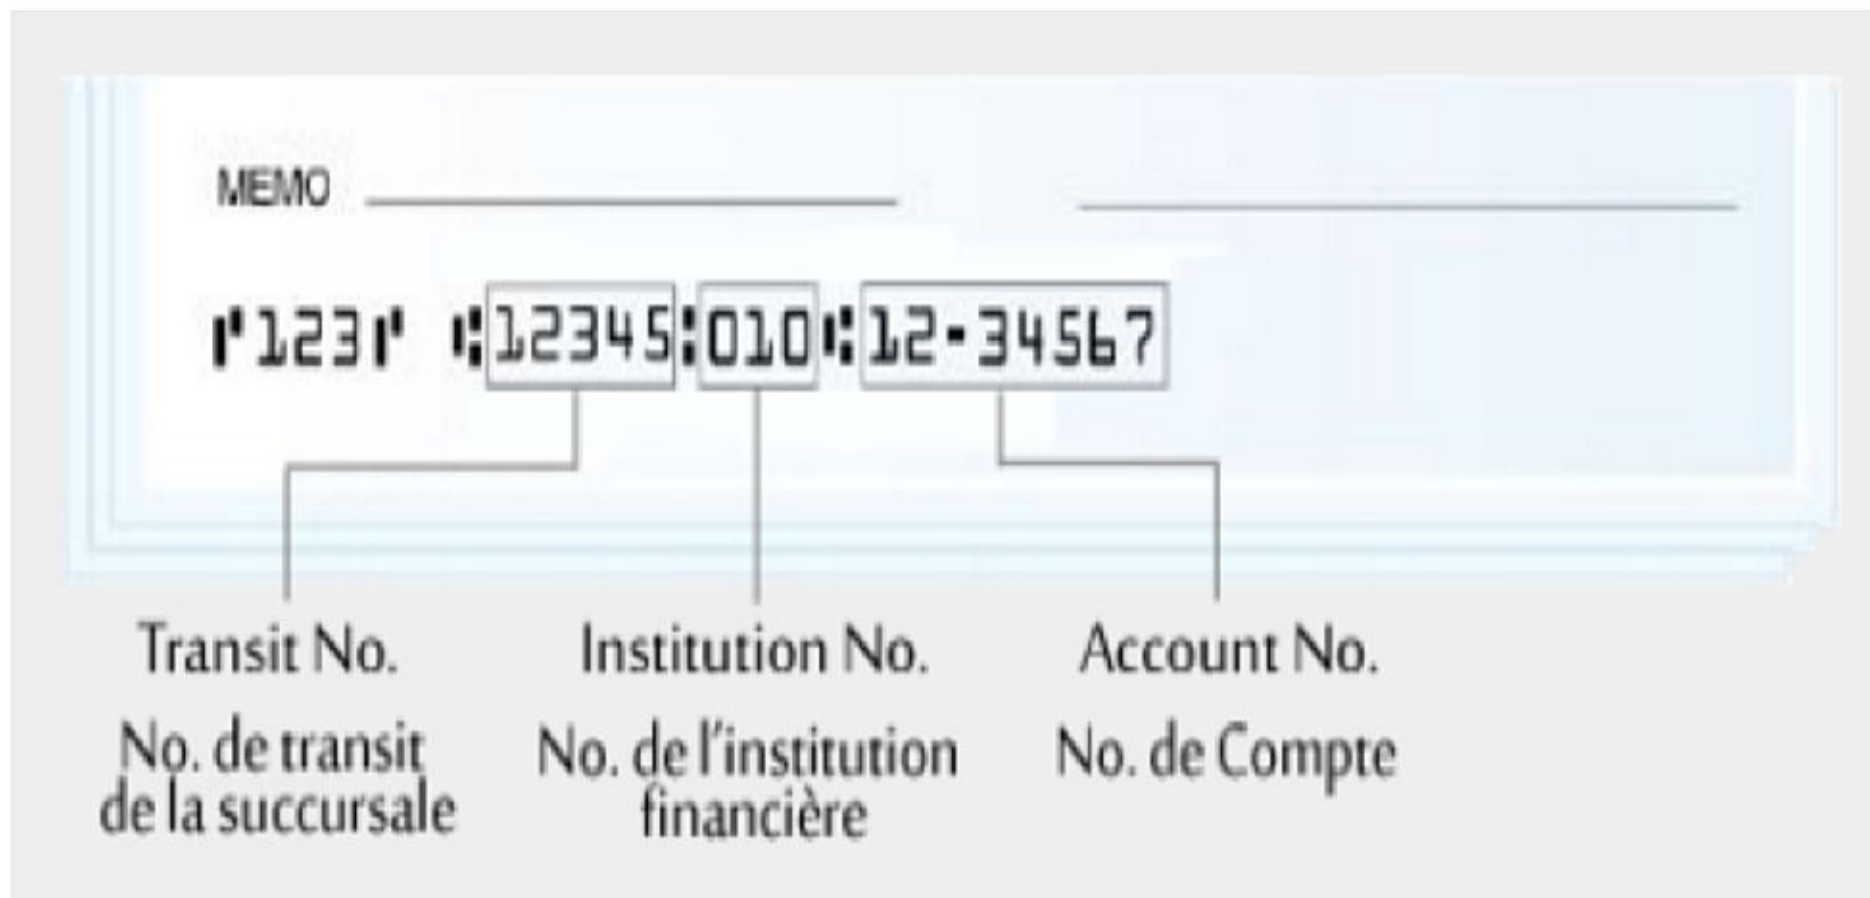 MEMO
⑈123⑈ ⑆12345⑆010⑆12-34567
Transit No. Institution No. Account No.
No. de transit
de la succursale
No. de l'institution
financière
No. de Compte